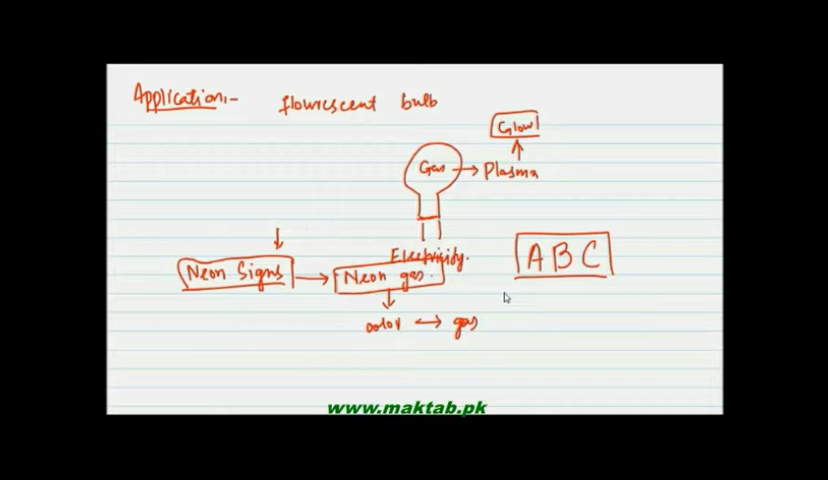 Application:- flourescent bulb
Glow
Gas → Plasma
Electricity.
A B C
Neon Signs → Neon gas.
color ↔ gas
www.maktab.pk